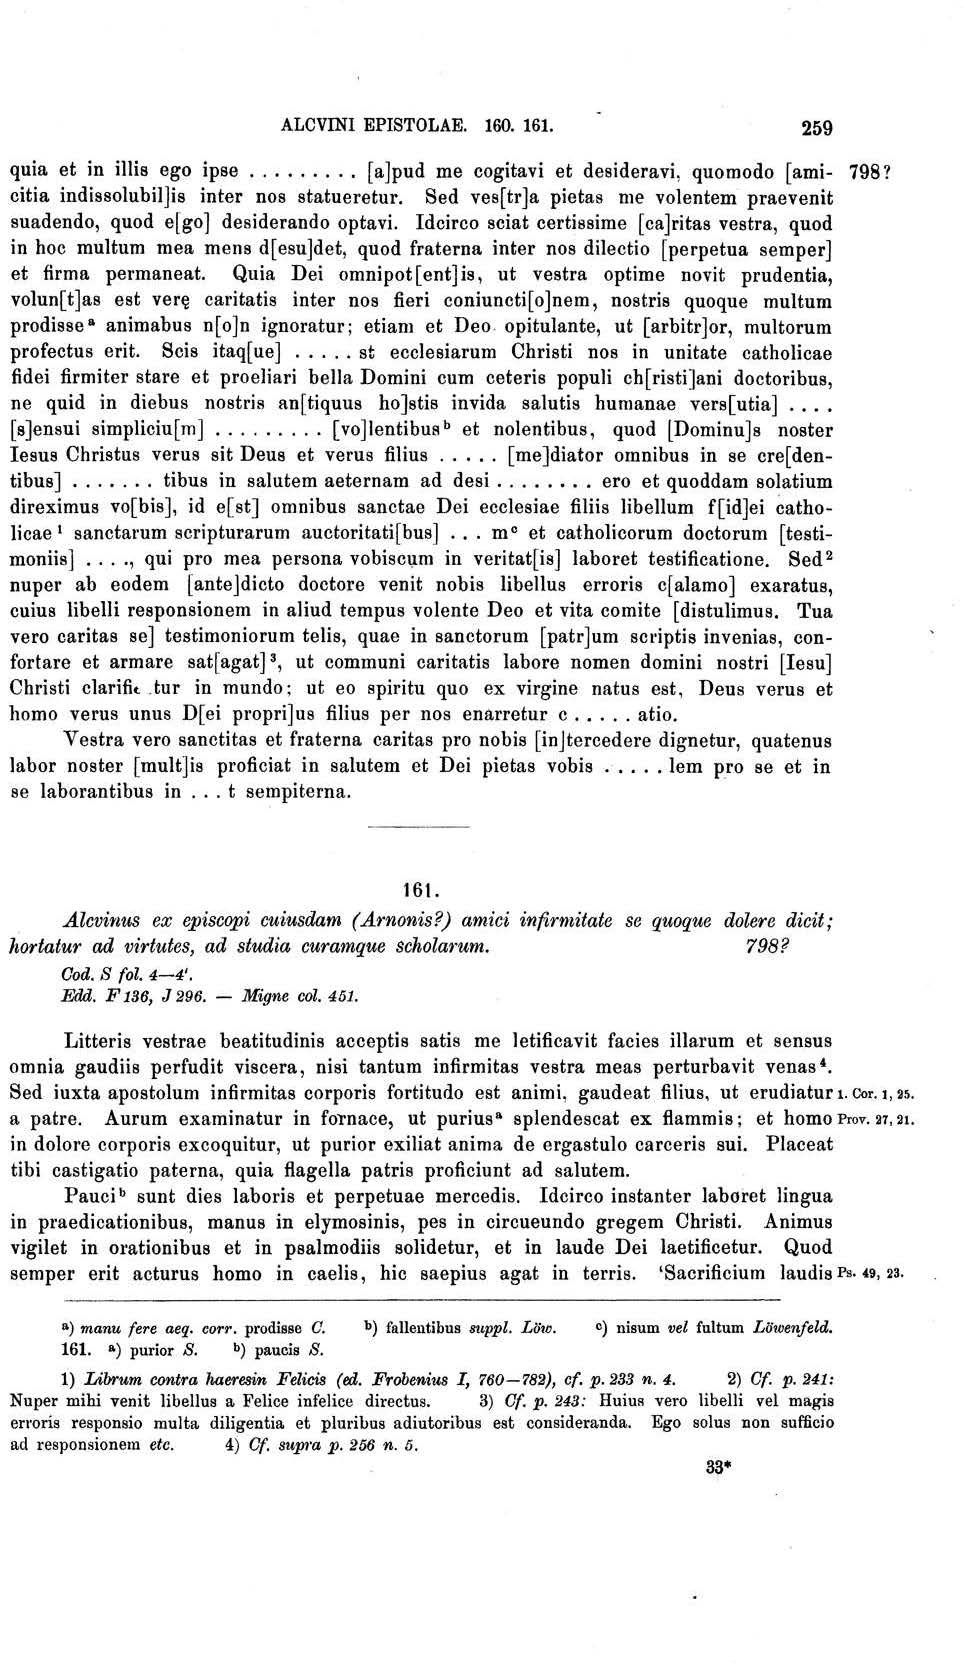 ALCVINI EPISTOLAE. 160. 161. 259
quia et in illis ego ipse ......... [a]pud me cogitavi et desideravi, quomodo [ami- 798?
citia indissolubil]is inter nos statueretur. Sed ves[tr]a pietas me volentem praevenit
suadendo, quod e[go] desiderando optavi. Idcirco sciat certissime [ca]ritas vestra, quod
in hoc multum mea mens d[esu]det, quod fraterna inter nos dilectio [perpetua semper]
et firma permaneat. Quia Dei omnipot[ent]is, ut vestra optime novit prudentia,
volun[t]as est verę caritatis inter nos fieri coniuncti[o]nem, nostris quoque multum
prodisse ᵃ animabus n[o]n ignoratur; etiam et Deo opitulante, ut [arbitr]or, multorum
profectus erit. Scis itaq[ue] ..... st ecclesiarum Christi nos in unitate catholicae
fidei firmiter stare et proeliari bella Domini cum ceteris populi ch[risti]ani doctoribus,
ne quid in diebus nostris an[tiquus ho]stis invida salutis humanae vers[utia] ....
[s]ensui simpliciu[m] ......... [vo]lentibus ᵇ et nolentibus, quod [Dominu]s noster
Iesus Christus verus sit Deus et verus filius ..... [me]diator omnibus in se cre[den-
tibus] ....... tibus in salutem aeternam ad desi ........ ero et quoddam solatium
direximus vo[bis], id e[st] omnibus sanctae Dei ecclesiae filiis libellum f[id]ei catho-
licae ¹ sanctarum scripturarum auctoritati[bus] ... m ᶜ et catholicorum doctorum [testi-
moniis] ...., qui pro mea persona vobiscum in veritat[is] laboret testificatione. Sed ²
nuper ab eodem [ante]dicto doctore venit nobis libellus erroris c[alamo] exaratus,
cuius libelli responsionem in aliud tempus volente Deo et vita comite [distulimus. Tua
vero caritas se] testimoniorum telis, quae in sanctorum [patr]um scriptis invenias, con-
fortare et armare sat[agat] ³, ut communi caritatis labore nomen domini nostri [Iesu]
Christi clarific tur in mundo; ut eo spiritu quo ex virgine natus est, Deus verus et
homo verus unus D[ei propri]us filius per nos enarretur c ..... atio.
Vestra vero sanctitas et fraterna caritas pro nobis [in]tercedere dignetur, quatenus
labor noster [mult]is proficiat in salutem et Dei pietas vobis ..... lem pro se et in
se laborantibus in ... t sempiterna.
161.
Alcvinus ex episcopi cuiusdam (Arnonis?) amici infirmitate se quoque dolere dicit;
hortatur ad virtutes, ad studia curamque scholarum. 798?
Cod. S fol. 4—4'.
Edd. F 136, J 296. — Migne col. 451.
Litteris vestrae beatitudinis acceptis satis me letificavit facies illarum et sensus
omnia gaudiis perfudit viscera, nisi tantum infirmitas vestra meas perturbavit venas ⁴.
Sed iuxta apostolum infirmitas corporis fortitudo est animi, gaudeat filius, ut erudiatur 1. Cor. 1, 25.
a patre. Aurum examinatur in fornace, ut purius ᵃ splendescat ex flammis; et homo Prov. 27, 21.
in dolore corporis excoquitur, ut purior exiliat anima de ergastulo carceris sui. Placeat
tibi castigatio paterna, quia flagella patris proficiunt ad salutem.
Pauci ᵇ sunt dies laboris et perpetuae mercedis. Idcirco instanter laboret lingua
in praedicationibus, manus in elymosinis, pes in circueundo gregem Christi. Animus
vigilet in orationibus et in psalmodiis solidetur, et in laude Dei laetificetur. Quod
semper erit acturus homo in caelis, hic saepius agat in terris. ‘Sacrificium laudis Ps. 49, 23.
a) manu fere aeq. corr. prodisse C. b) fallentibus suppl. Löw. c) nisum vel fultum Löwenfeld.
161. a) purior S. b) paucis S.
1) Librum contra haeresin Felicis (ed. Frobenius I, 760—782), cf. p. 233 n. 4. 2) Cf. p. 241:
Nuper mihi venit libellus a Felice infelice directus. 3) Cf. p. 243: Huius vero libelli vel magis
erroris responsio multa diligentia et pluribus adiutoribus est consideranda. Ego solus non sufficio
ad responsionem etc. 4) Cf. supra p. 256 n. 5.
33*